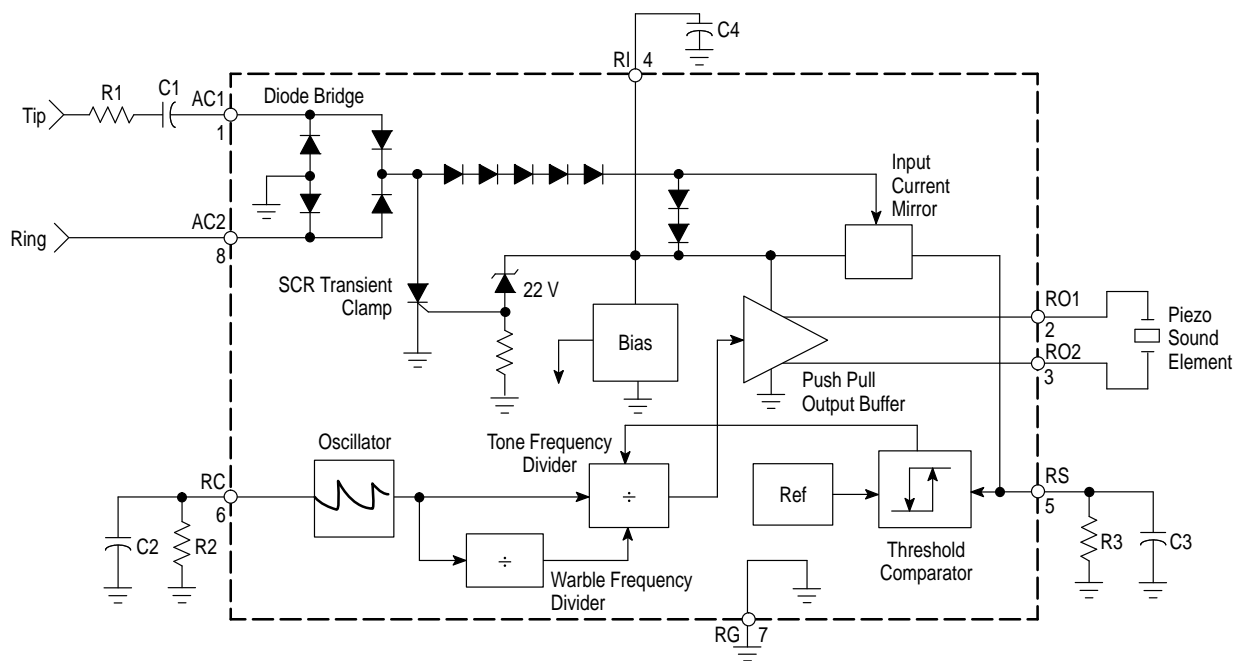 C4
RI 4
R1
C1
AC1
Diode Bridge
Tip
1
Input
Current
Mirror
AC2
Ring
8
SCR Transient
Clamp
22 V
RO1
2
Piezo
Sound
Element
Bias
RO2
3
Push Pull
Output Buffer
Oscillator
Tone Frequency
Divider
RC
6
÷
Ref
RS
5
C2
R2
÷
R3
C3
Threshold
Comparator
Warble Frequency
Divider
RG 7